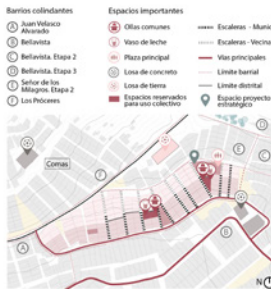 Barrios colindantes
A Juan Velasco Alvarado
B Bellavista
C Bellavista. Etapa 2
D Bellavista. Etapa 3
E Señor de los Milagros. Etapa 2
F Los Próceres
Espacios importantes
Ollas comunes
Vaso de leche
Plaza principal
Losa de concreto
Losa de tierra
Espacios reservados para uso colectivo
Escaleras - Munic
Escaleras - Vecin
Vías principales
Límite barrial
Límite distrital
Espacio proyecto estratégico
D
E
C
F
Comas
A
B
N